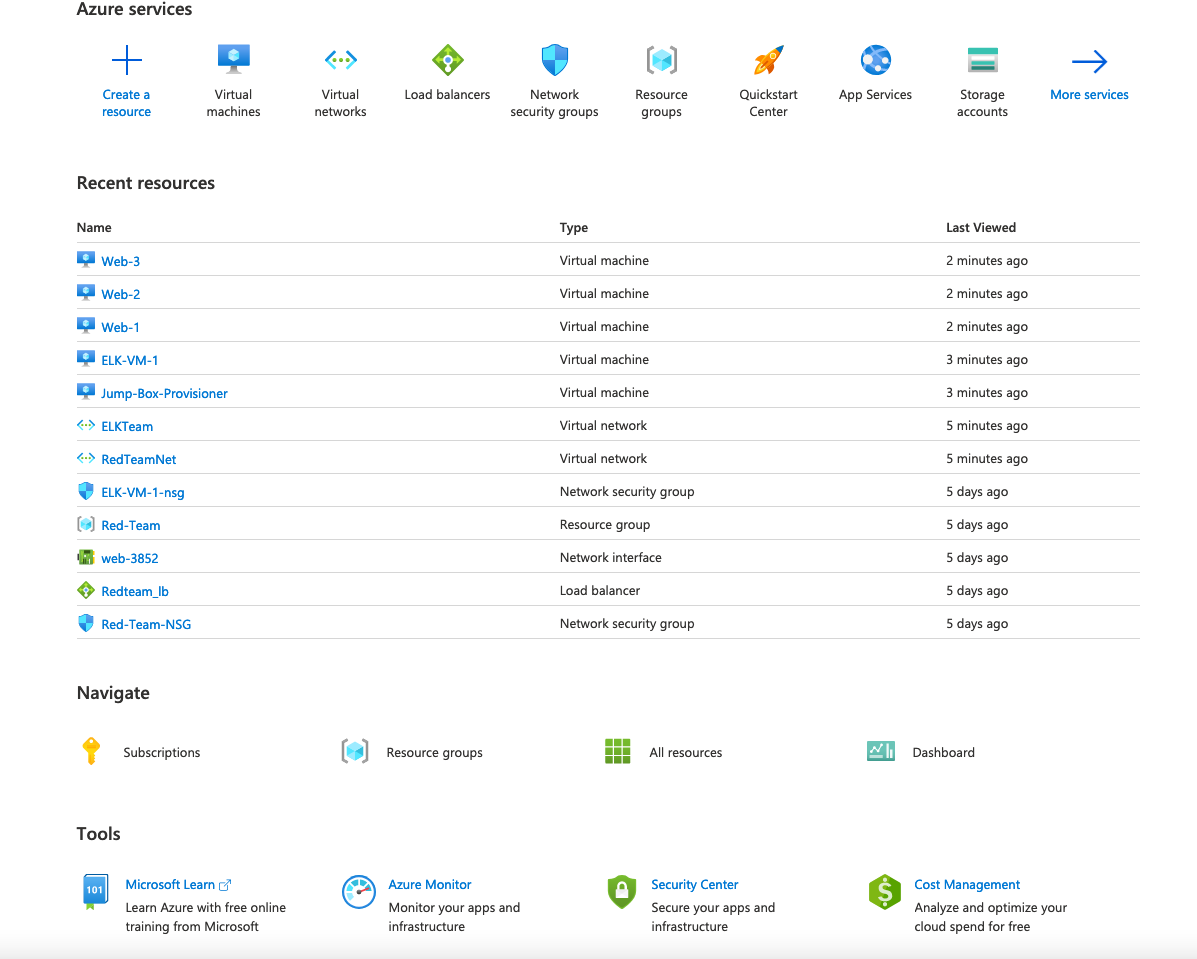 Azure services
Create a resource
Virtual machines
Virtual networks
Load balancers
Network security groups
Resource groups
Quickstart Center
App Services
Storage accounts
More services
Recent resources
Name Type Last Viewed
Web-3 Virtual machine 2 minutes ago
Web-2 Virtual machine 2 minutes ago
Web-1 Virtual machine 2 minutes ago
ELK-VM-1 Virtual machine 3 minutes ago
Jump-Box-Provisioner Virtual machine 3 minutes ago
ELKTeam Virtual network 5 minutes ago
RedTeamNet Virtual network 5 minutes ago
ELK-VM-1-nsg Network security group 5 days ago
Red-Team Resource group 5 days ago
web-3852 Network interface 5 days ago
Redteam_lb Load balancer 5 days ago
Red-Team-NSG Network security group 5 days ago
Navigate
Subscriptions Resource groups All resources Dashboard
Tools
101
Microsoft Learn
Learn Azure with free online
training from Microsoft
Azure Monitor
Monitor your apps and
infrastructure
Security Center
Secure your apps and
infrastructure
$
Cost Management
Analyze and optimize your
cloud spend for free